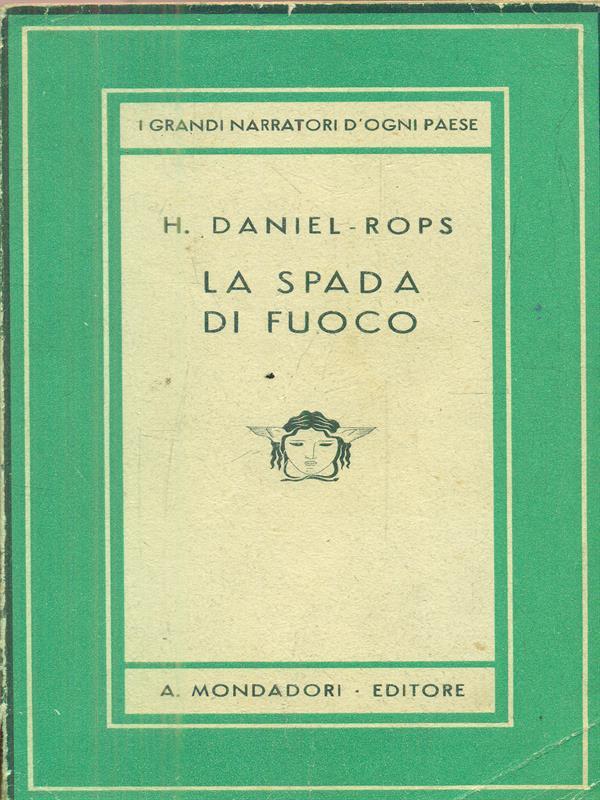 I GRANDI NARRATORI D'OGNI PAESE
H. DANIEL-ROPS
LA SPADA
DI FUOCO
A. MONDADORI · EDITORE